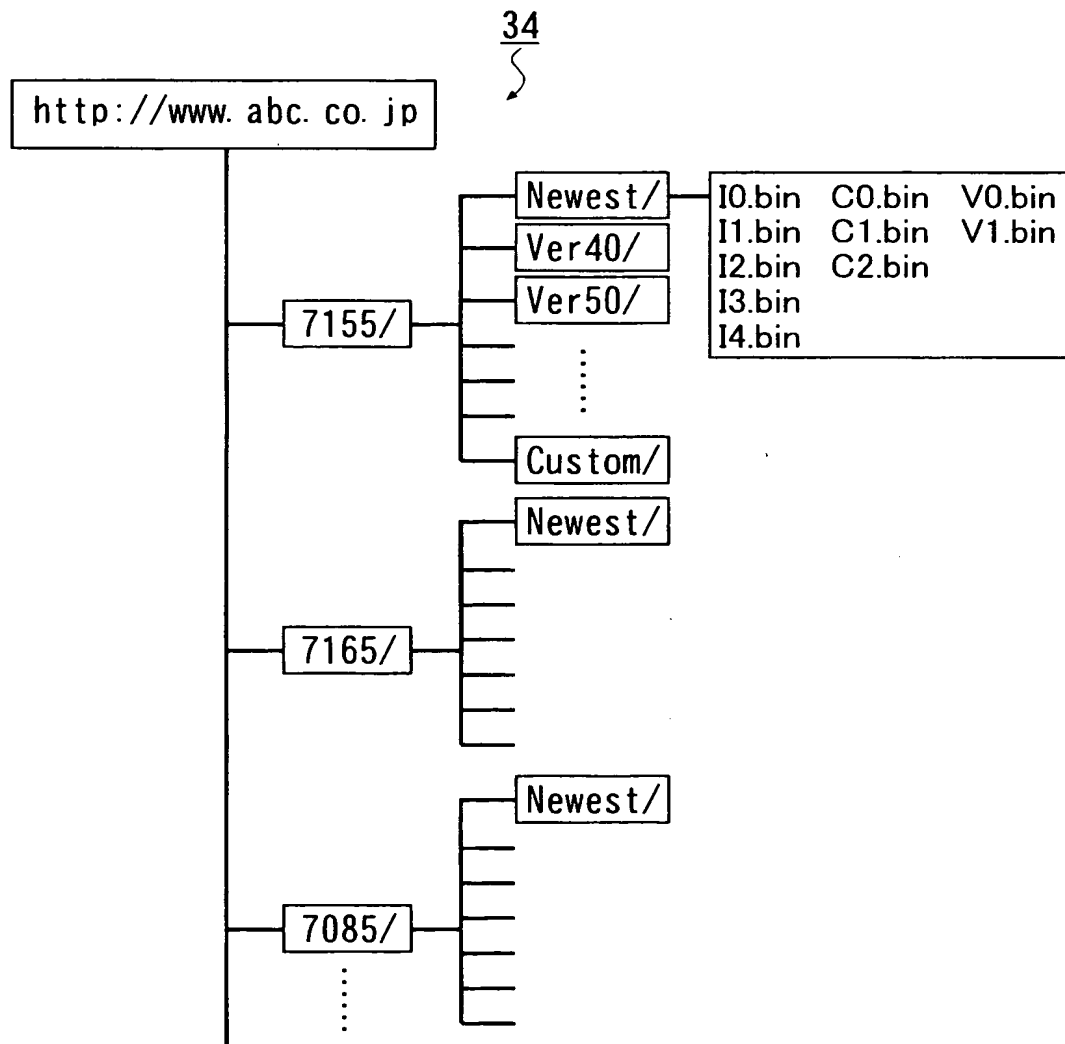 34
http://www.abc.co.jp
Newest/
I0.bin C0.bin V0.bin
Ver40/
I1.bin C1.bin V1.bin
I2.bin C2.bin
Ver50/
I3.bin
7155/
I4.bin
Custom/
Newest/
7165/
Newest/
7085/